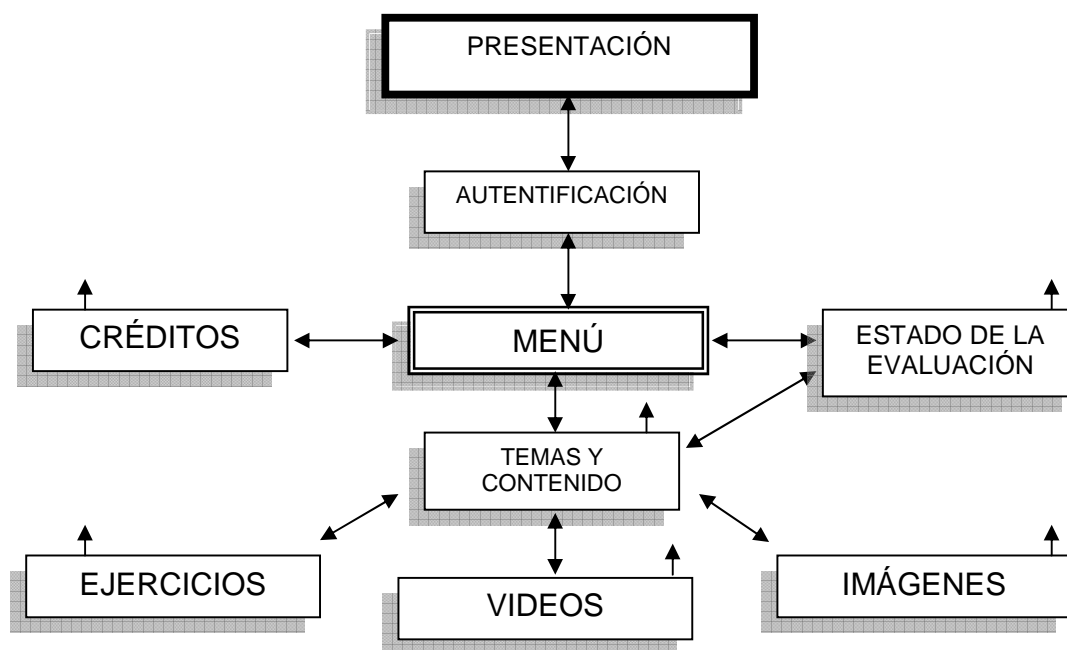 PRESENTACIÓN
AUTENTIFICACIÓN
CRÉDITOS
MENÚ
ESTADO DE LA
EVALUACIÓN
TEMAS Y
CONTENIDO
EJERCICIOS
VIDEOS
IMÁGENES